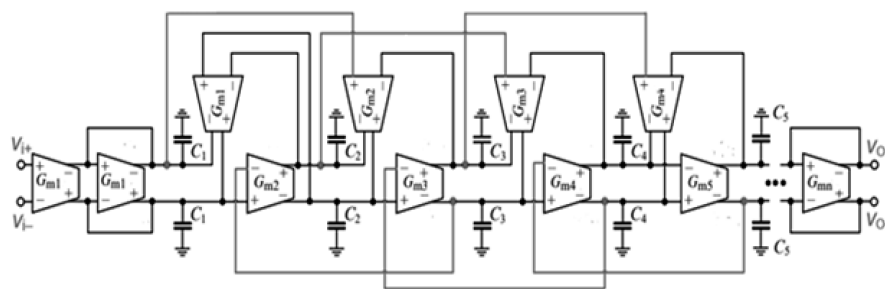 + − + − + − + −
Gm1 Gm2 Gm3 Gm4
− + − + − + − +
C1 C2 C3 C4 C5
Vi+ + − + − − + − + − + + + + − VO
Gm1 Gm1 Gm2 Gm3 Gm4 Gm5 ••• Gmn
Vi− − + − + + − + − + − − − − + VO
C1 C2 C3 C4 C5